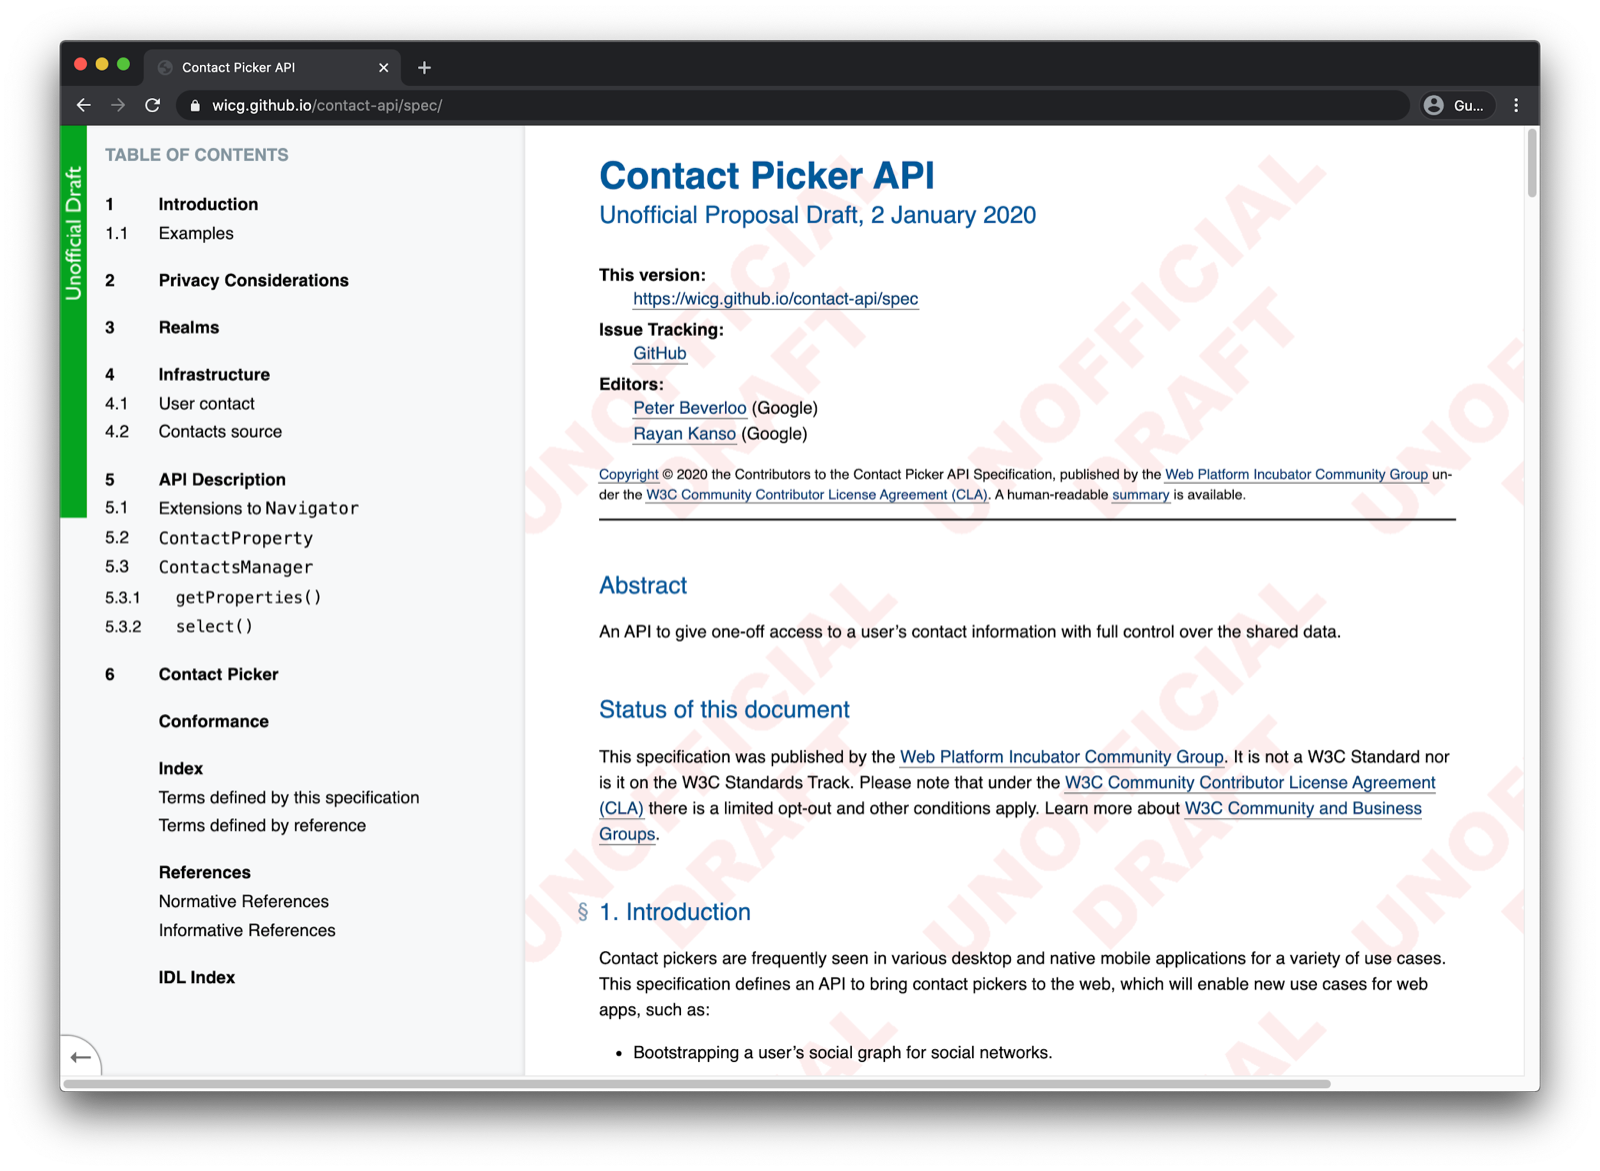 Contact Picker API
wicg.github.io/contact-api/spec/
Gu...
Unofficial Draft
TABLE OF CONTENTS
1 Introduction
1.1 Examples
2 Privacy Considerations
3 Realms
4 Infrastructure
4.1 User contact
4.2 Contacts source
5 API Description
5.1 Extensions to Navigator
5.2 ContactProperty
5.3 ContactsManager
5.3.1 getProperties()
5.3.2 select()
6 Contact Picker
Conformance
Index
Terms defined by this specification
Terms defined by reference
References
Normative References
Informative References
IDL Index
Contact Picker API
Unofficial Proposal Draft, 2 January 2020
This version:
https://wicg.github.io/contact-api/spec
Issue Tracking:
GitHub
Editors:
Peter Beverloo (Google)
Rayan Kanso (Google)
Copyright © 2020 the Contributors to the Contact Picker API Specification, published by the Web Platform Incubator Community Group un-
der the W3C Community Contributor License Agreement (CLA). A human-readable summary is available.
Abstract
An API to give one-off access to a user’s contact information with full control over the shared data.
Status of this document
This specification was published by the Web Platform Incubator Community Group. It is not a W3C Standard nor
is it on the W3C Standards Track. Please note that under the W3C Community Contributor License Agreement
(CLA) there is a limited opt-out and other conditions apply. Learn more about W3C Community and Business
Groups.
§ 1. Introduction
Contact pickers are frequently seen in various desktop and native mobile applications for a variety of use cases.
This specification defines an API to bring contact pickers to the web, which will enable new use cases for web
apps, such as:
• Bootstrapping a user’s social graph for social networks.
UNOFFICIAL
DRAFT
UNOFFICIAL
DRAFT
UNOFFICIAL
DRAFT
UNOFFICIAL
DRAFT